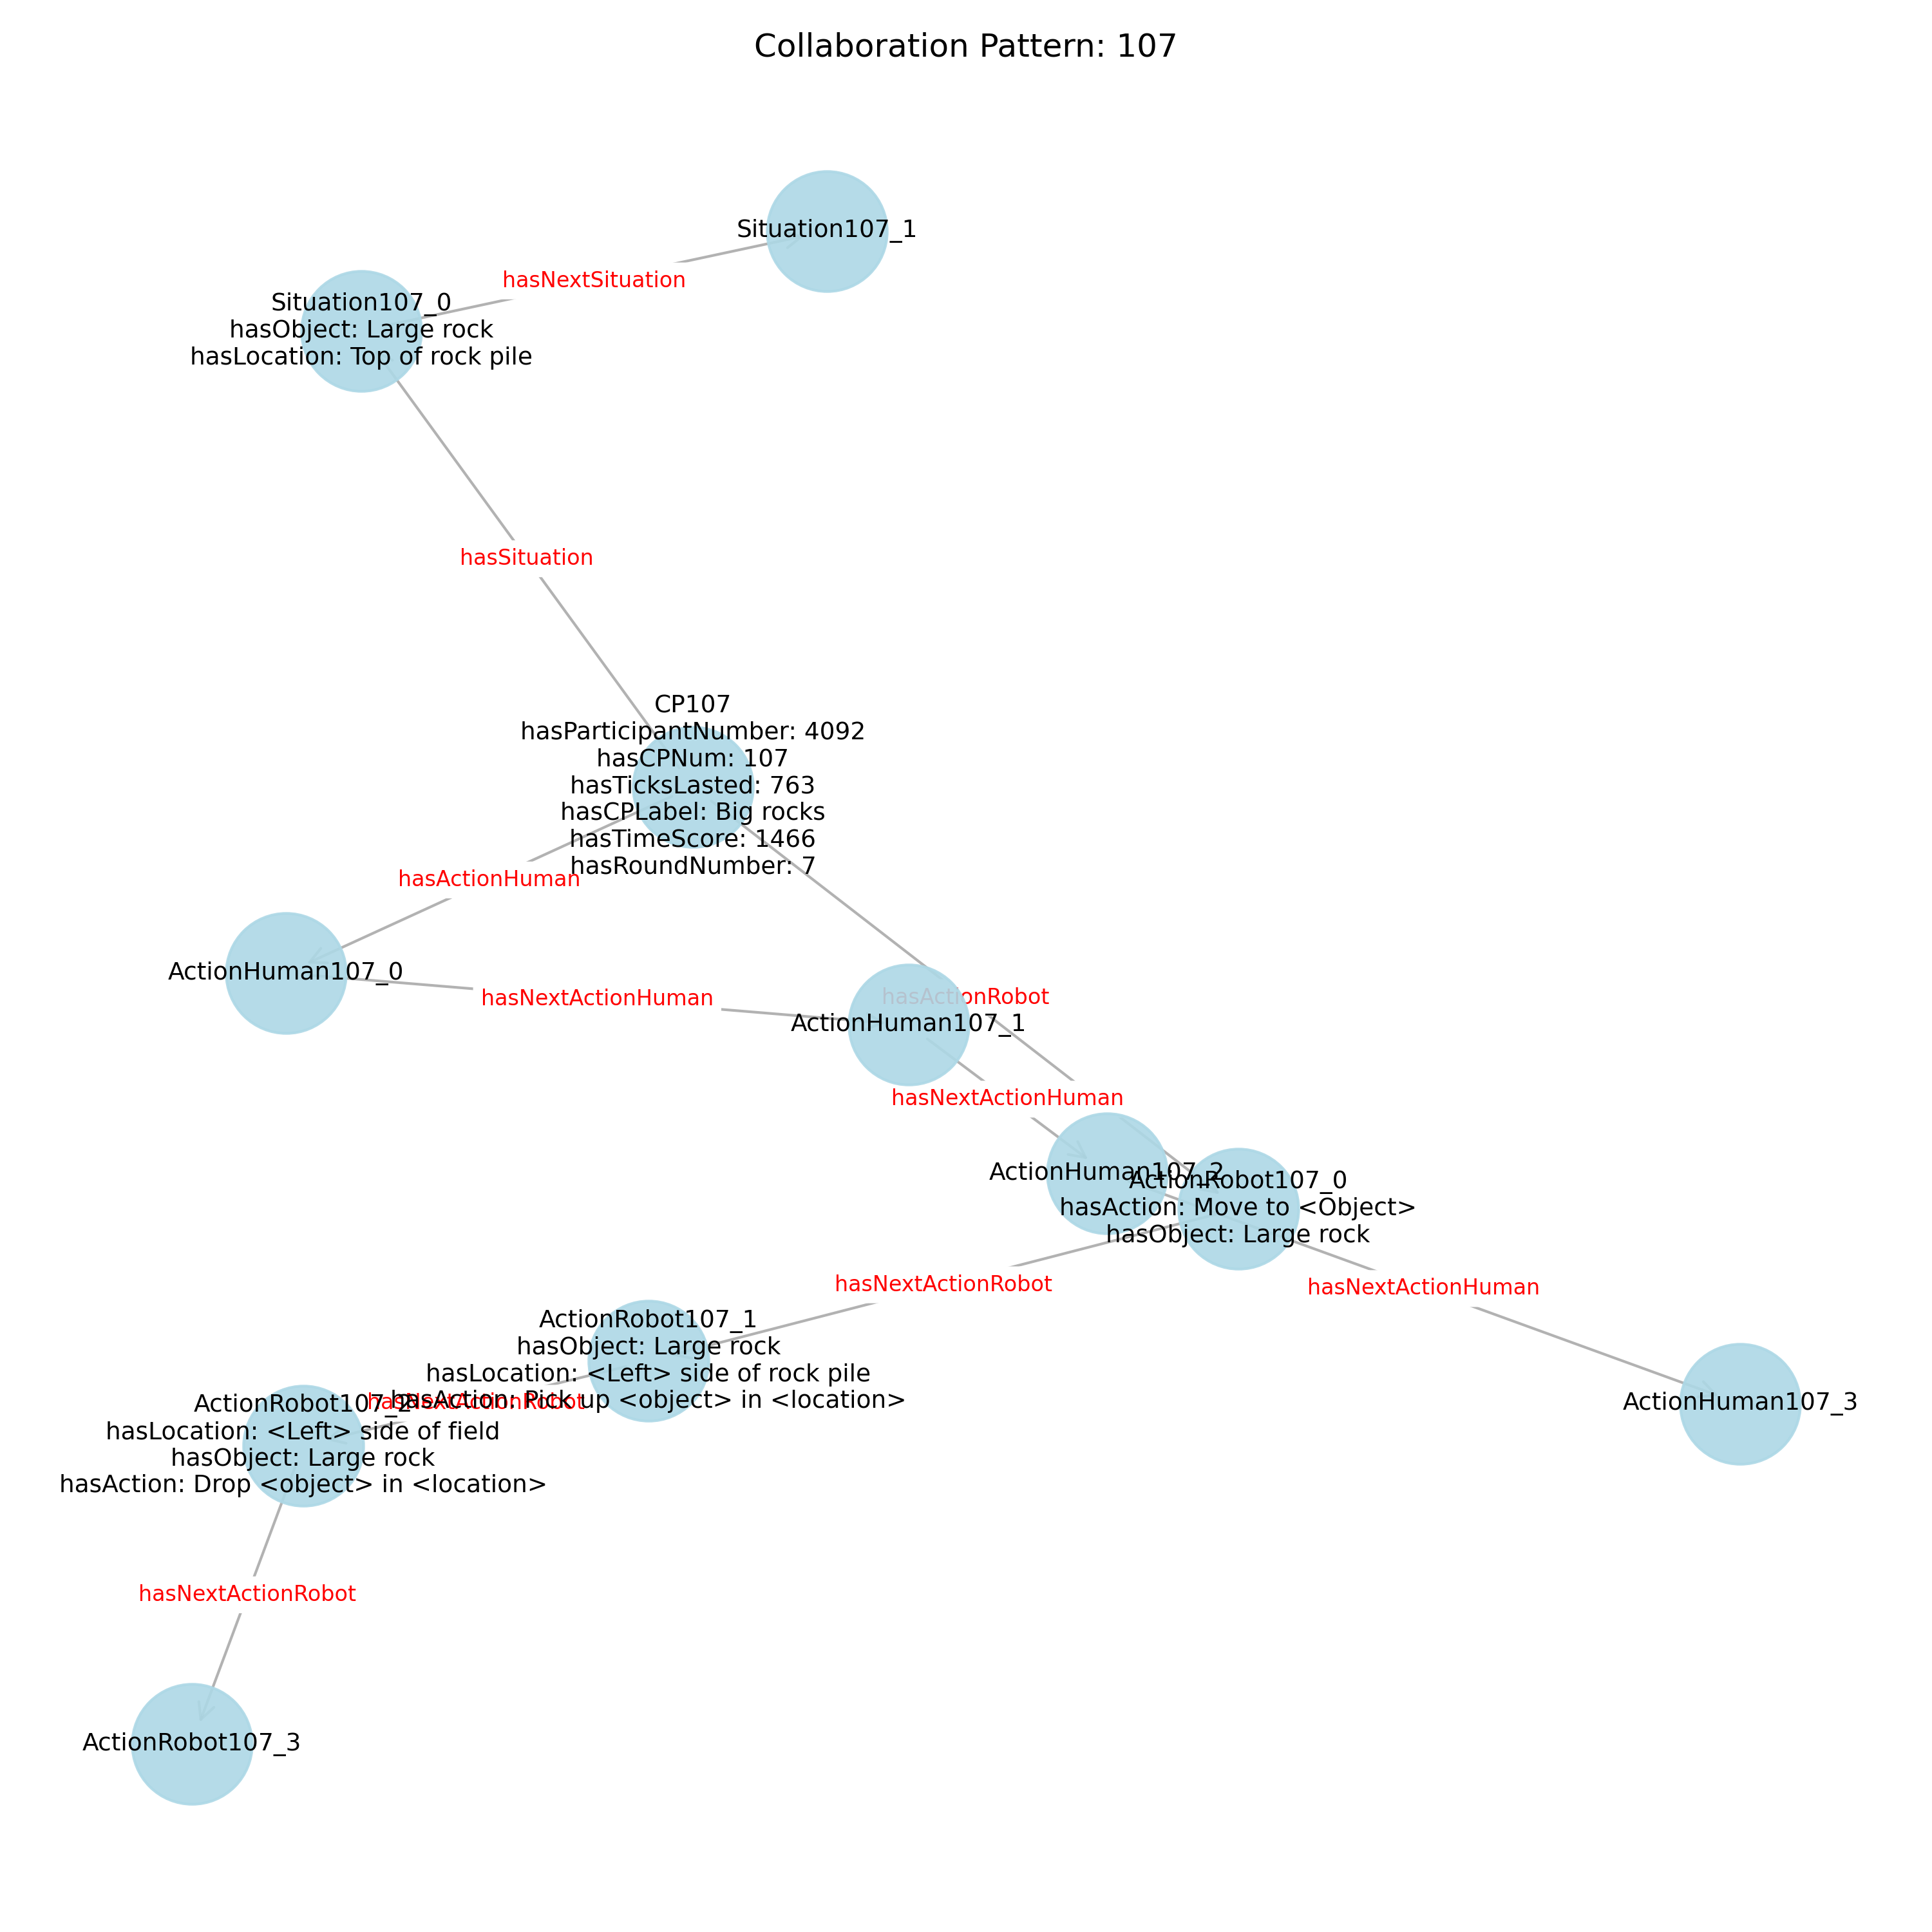 Collaboration Pattern: 107
Situation107_1
hasNextSituation
Situation107_0
hasObject: Large rock
hasLocation: Top of rock pile
hasSituation
CP107
hasParticipantNumber: 4092
hasCPNum: 107
hasTicksLasted: 763
hasCPLabel: Big rocks
hasTimeScore: 1466
hasRoundNumber: 7
hasActionHuman
ActionHuman107_0
hasNextActionHuman
hasActionRobot
ActionHuman107_1
hasNextActionHuman
ActionHuman107_2
ActionRobot107_0
hasAction: Move to <Object>
hasObject: Large rock
hasNextActionRobot
hasNextActionHuman
ActionRobot107_1
hasObject: Large rock
hasLocation: <Left> side of rock pile
hasAction: Pick up <object> in <location>
hasNextActionRobot
ActionRobot107_2
hasLocation: <Left> side of field
hasObject: Large rock
hasAction: Drop <object> in <location>
ActionHuman107_3
hasNextActionRobot
ActionRobot107_3